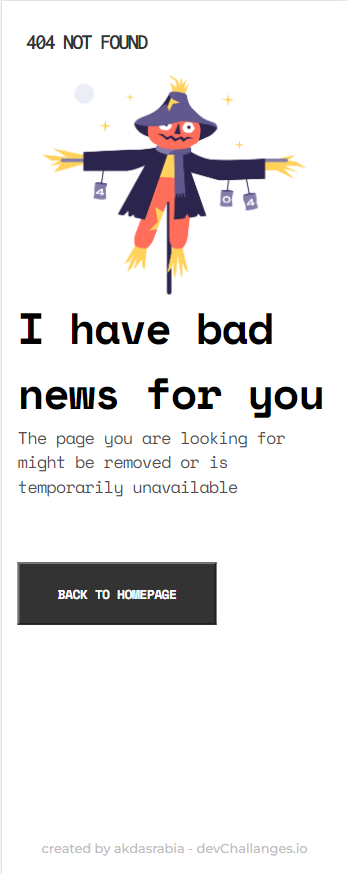 404 NOT FOUND
4
0
4
I have bad
news for you
The page you are looking for
might be removed or is
temporarily unavailable
BACK TO HOMEPAGE
created by akdasrabia - devChallanges.io